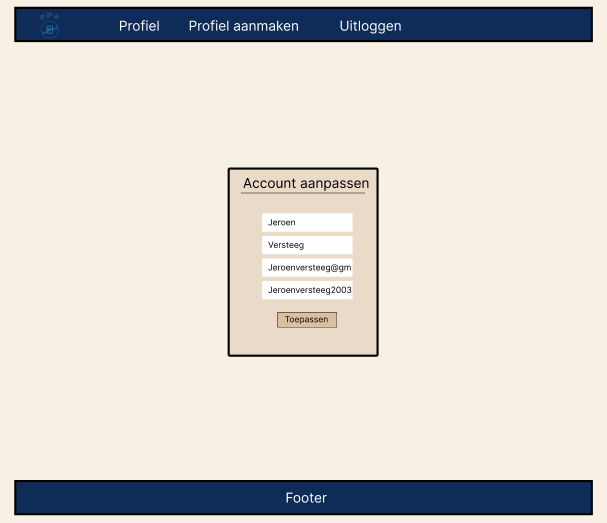 Profiel Profiel aanmaken Uitloggen
Account aanpassen
Jeroen
Versteeg
Jeroenversteeg@gm
Jeroenversteeg2003
Toepassen
Footer